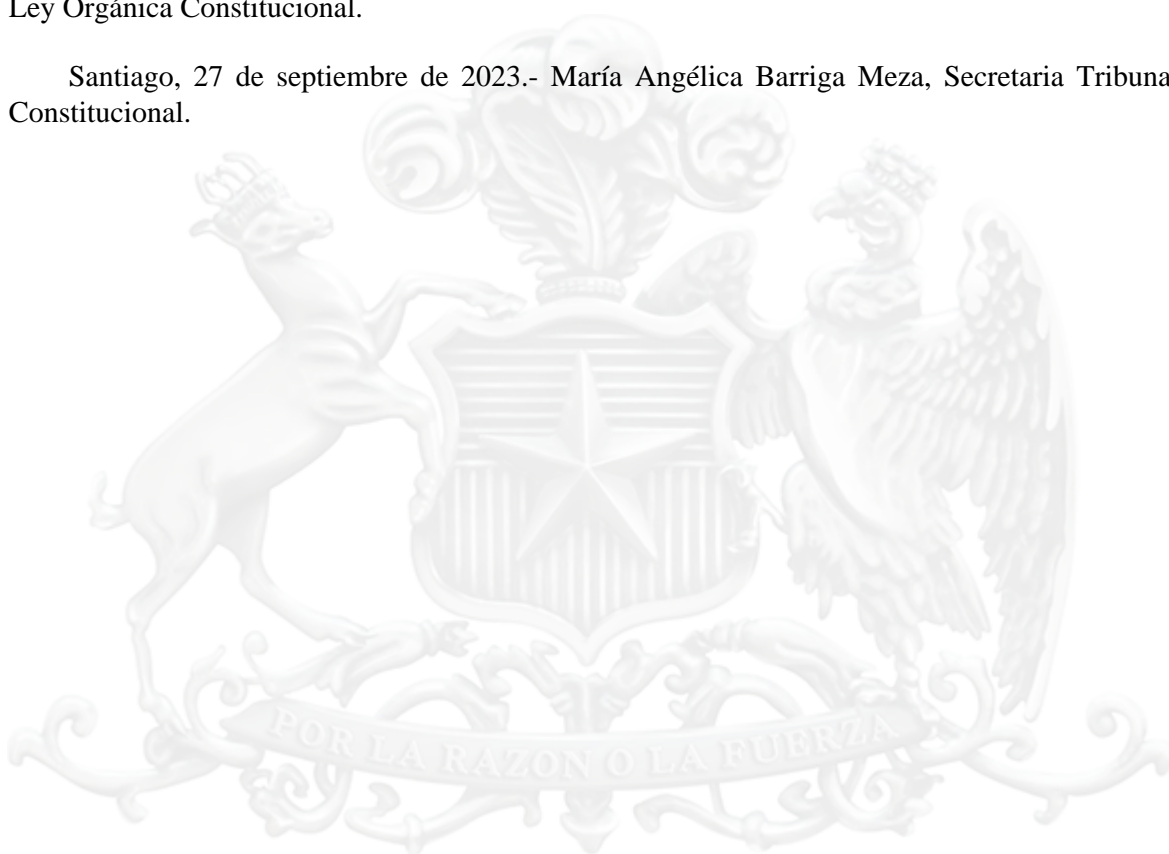 Ley Orgánica Constitucional.
Santiago, 27 de septiembre de 2023.- María Angélica Barriga Meza, Secretaria Tribuna
Constitucional.
POR LA RAZON O LA FUERZA